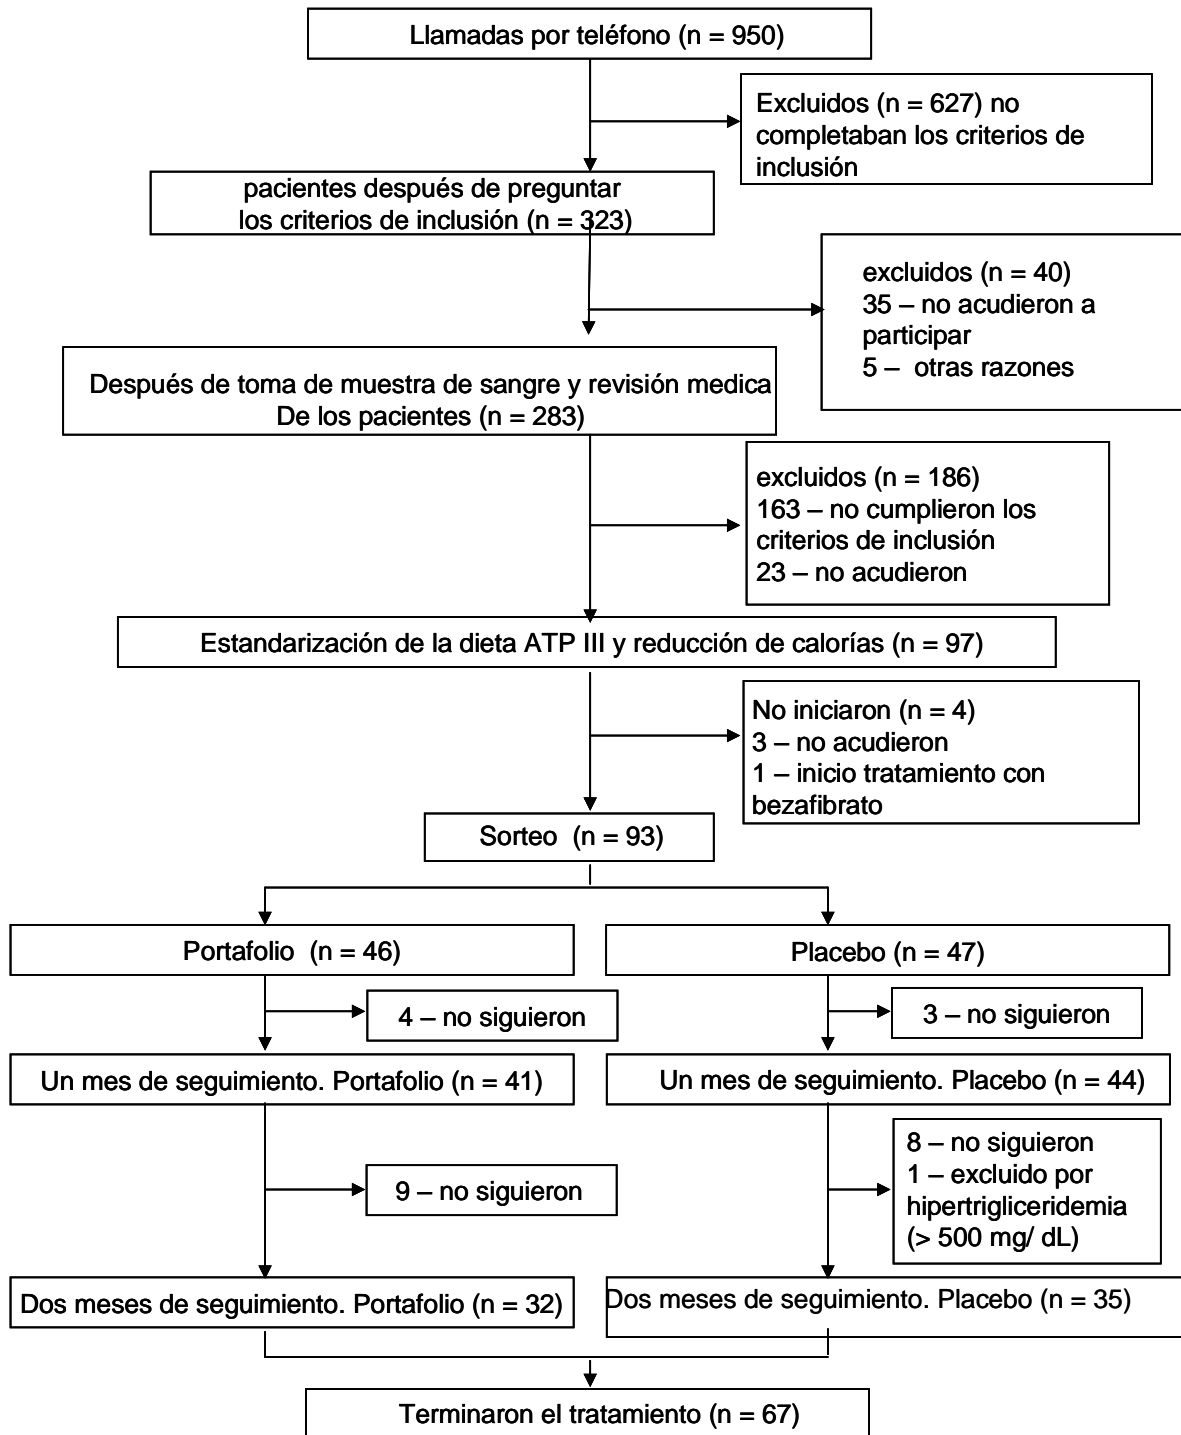 Llamadas por teléfono (n = 950)
Excluidos (n = 627) no
completaban los criterios de
inclusión
pacientes después de preguntar
los criterios de inclusión (n = 323)
excluidos (n = 40)
35 – no acudieron a
participar
5 – otras razones
Después de toma de muestra de sangre y revisión medica
De los pacientes (n = 283)
excluidos (n = 186)
163 – no cumplieron los
criterios de inclusión
23 – no acudieron
Estandarización de la dieta ATP III y reducción de calorías (n = 97)
No iniciaron (n = 4)
3 – no acudieron
1 – inicio tratamiento con
bezafibrato
Sorteo (n = 93)
Portafolio (n = 46)
Placebo (n = 47)
4 – no siguieron
3 – no siguieron
Un mes de seguimiento. Portafolio (n = 41)
Un mes de seguimiento. Placebo (n = 44)
9 – no siguieron
8 – no siguieron
1 – excluido por
hipertrigliceridemia
(> 500 mg/ dL)
Dos meses de seguimiento. Portafolio (n = 32)
Dos meses de seguimiento. Placebo (n = 35)
Terminaron el tratamiento (n = 67)